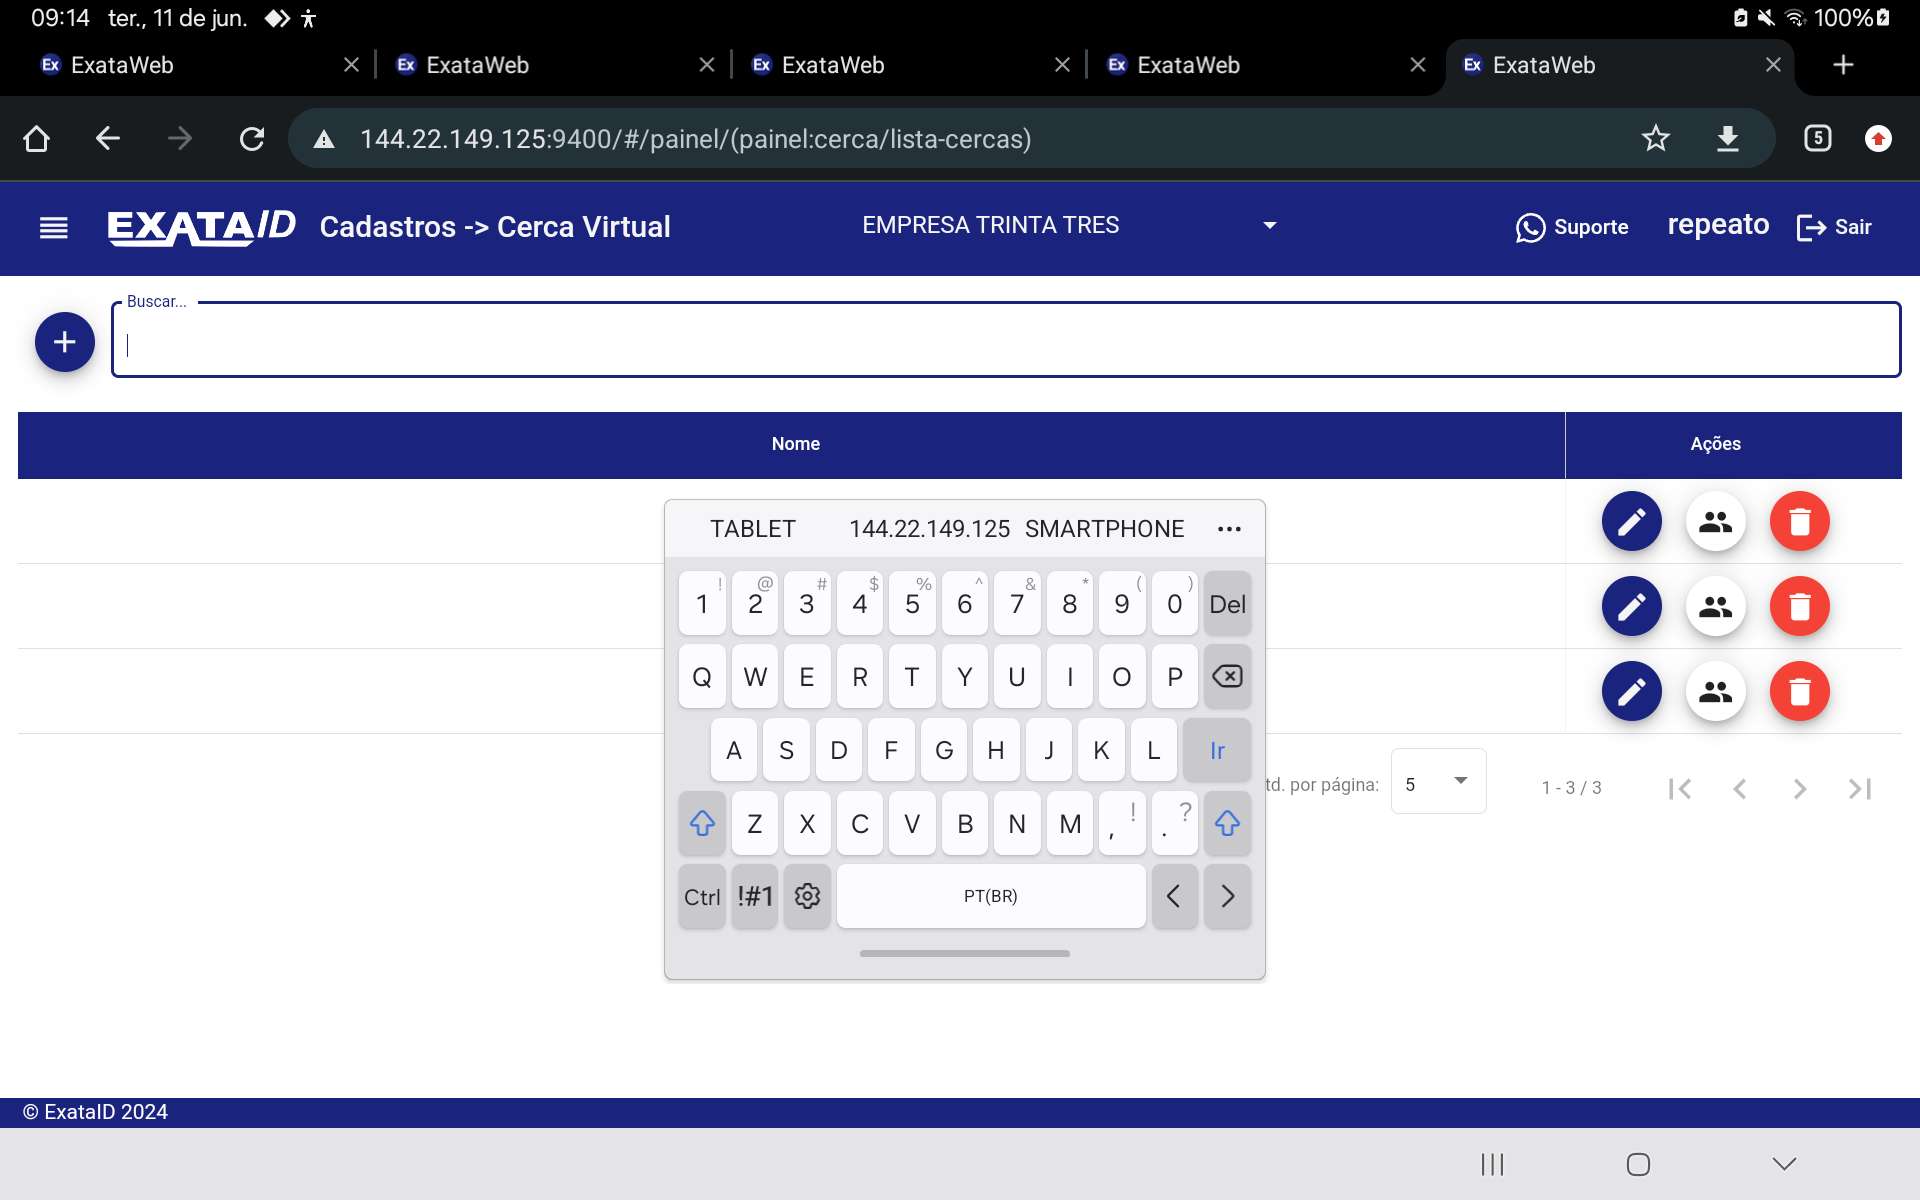 09:14 ter., 11 de jun. 100%
ExataWeb ExataWeb ExataWeb ExataWeb ExataWeb
144.22.149.125:9400/#/painel/(painel:cerca/lista-cercas) 5
EXATAID Cadastros -> Cerca Virtual EMPRESA TRINTA TRES Suporte repeato Sair
Buscar...
Nome Ações
TABLET 144.22.149.125 SMARTPHONE ...
! @ # $ % ^ & * ( )
1 2 3 4 5 6 7 8 9 0 Del
Q W E R T Y U I O P
A S D F G H J K L Ir
Z X C V B N M , ! . ?
Ctrl !#1 PT(BR) < >
td. por página: 5 1 - 3 / 3
© ExataID 2024